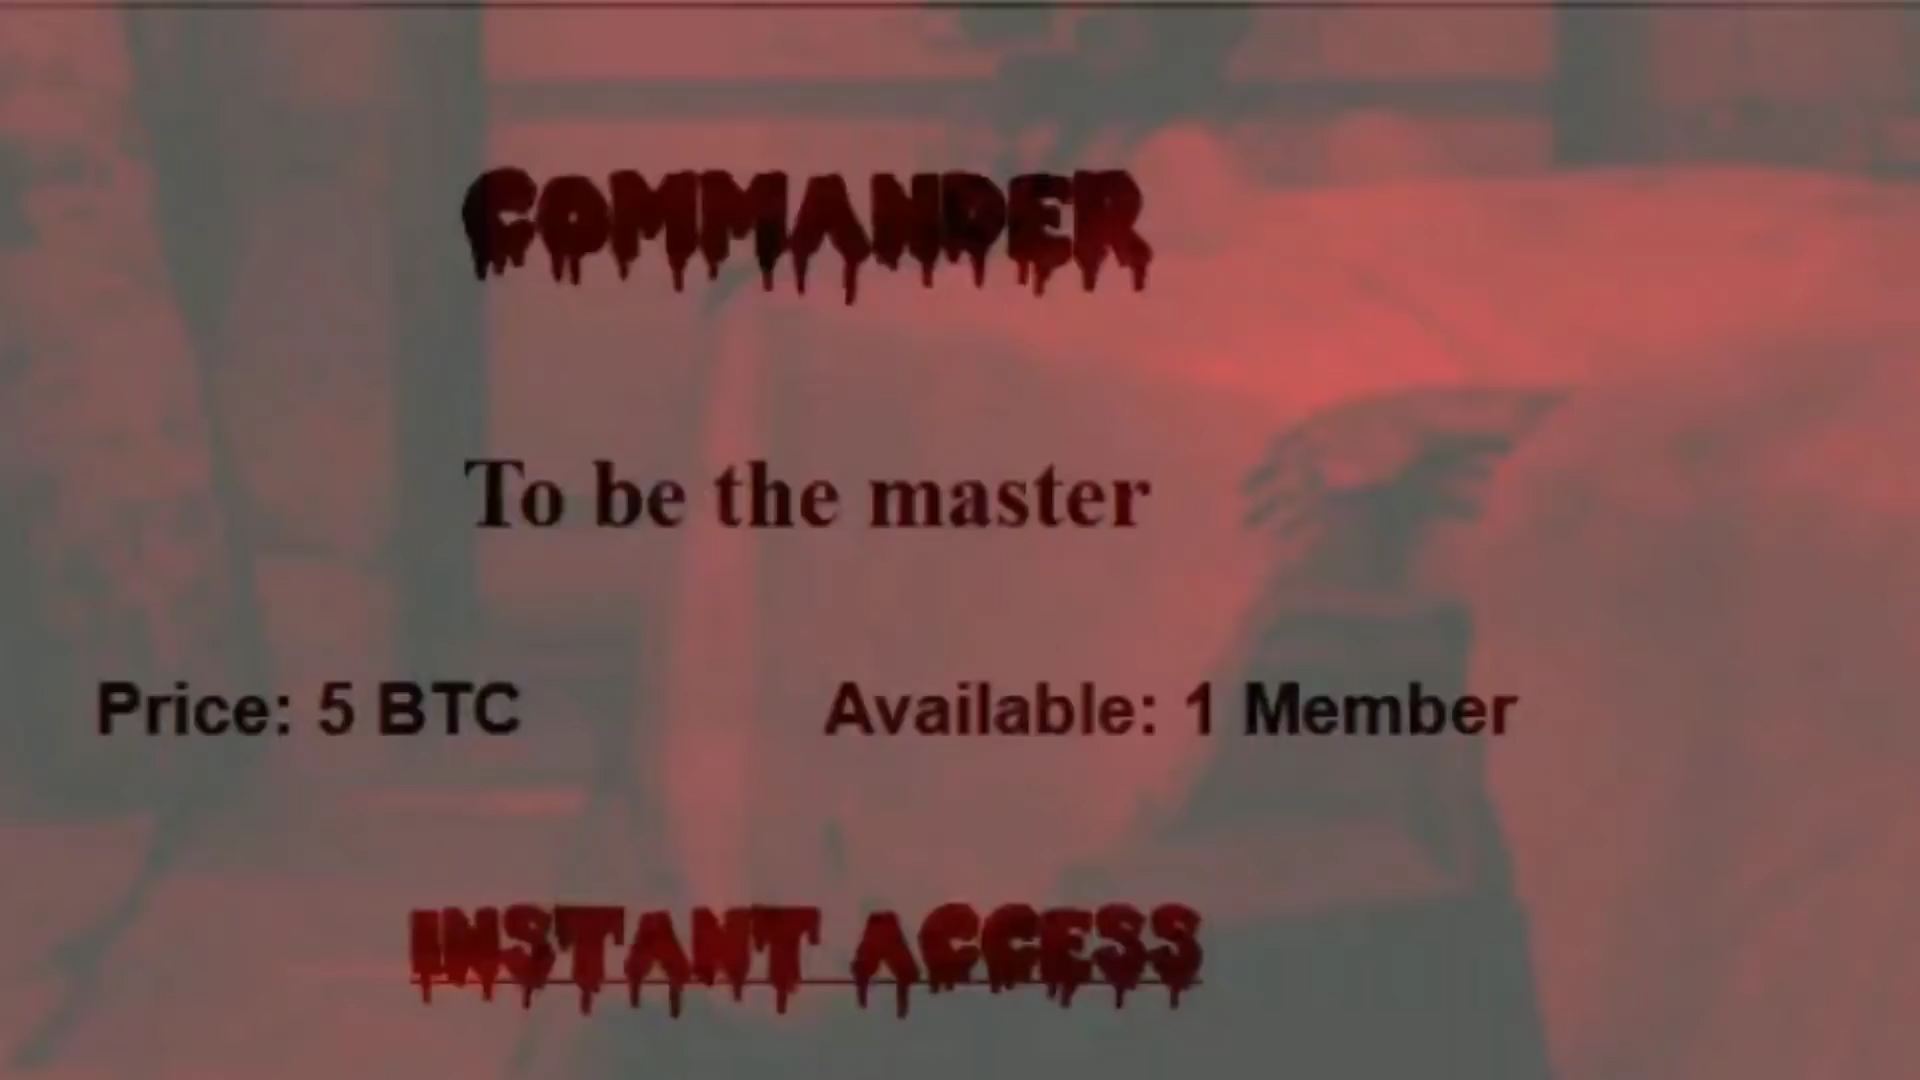 COMMANDER
To be the master
Price: 5 BTC Available: 1 Member
INSTANT ACCESS